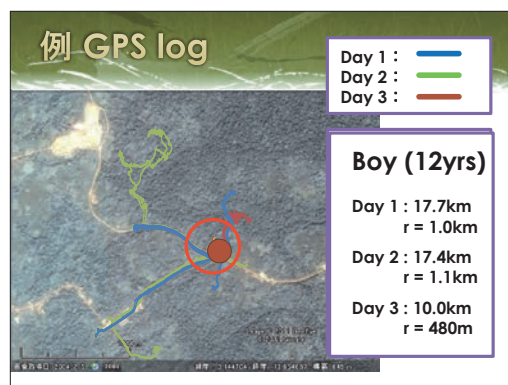 例 GPS log
Day 1：
Day 2：
Day 3：
Boy (12yrs)
Day 1 : 17.7km
r = 1.0km
Day 2 : 17.4km
r = 1.1km
Day 3 : 10.0km
r = 480m